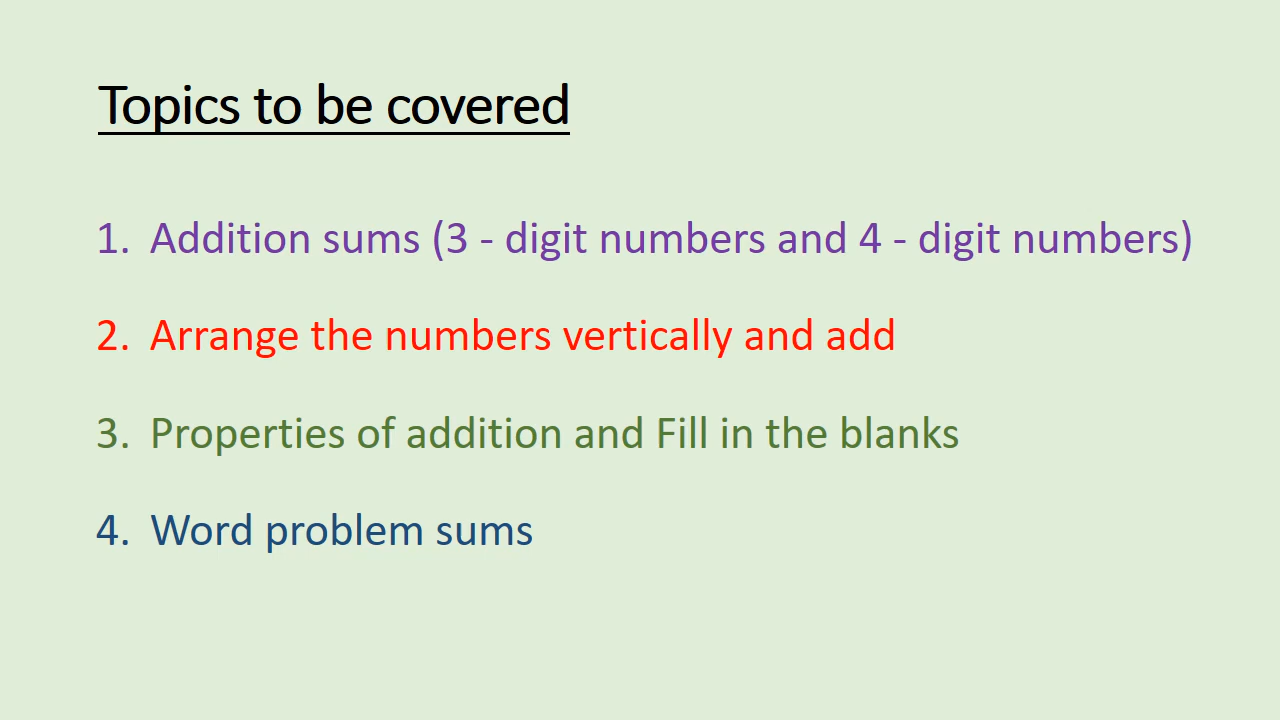 Topics to be covered
1. Addition sums (3 - digit numbers and 4 - digit numbers)
2. Arrange the numbers vertically and add
3. Properties of addition and Fill in the blanks
4. Word problem sums